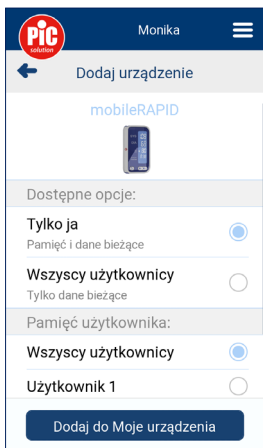 PiC
solution
Monika
Dodaj urządzenie
mobileRAPID
Dostępne opcje:
Tylko ja
Pamięć i dane bieżące
Wszyscy użytkownicy
Tylko dane bieżące
Pamięć użytkownika:
Wszyscy użytkownicy
Użytkownik 1
Dodaj do Moje urządzenia